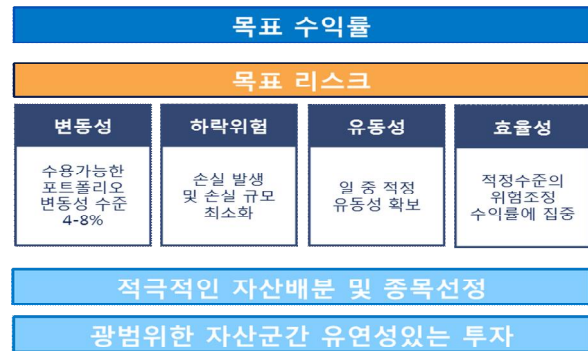 목표 수익률
목표 리스크
변동성
수용가능한
포트폴리오
변동성 수준
4-8%
하락위험
손실 발생
및 손실 규모
최소화
유동성
일 중 적정
유동성 확보
효율성
적정수준의
위험조정
수익률에 집중
적극적인 자산배분 및 종목선정
광범위한 자산군간 유연성있는 투자